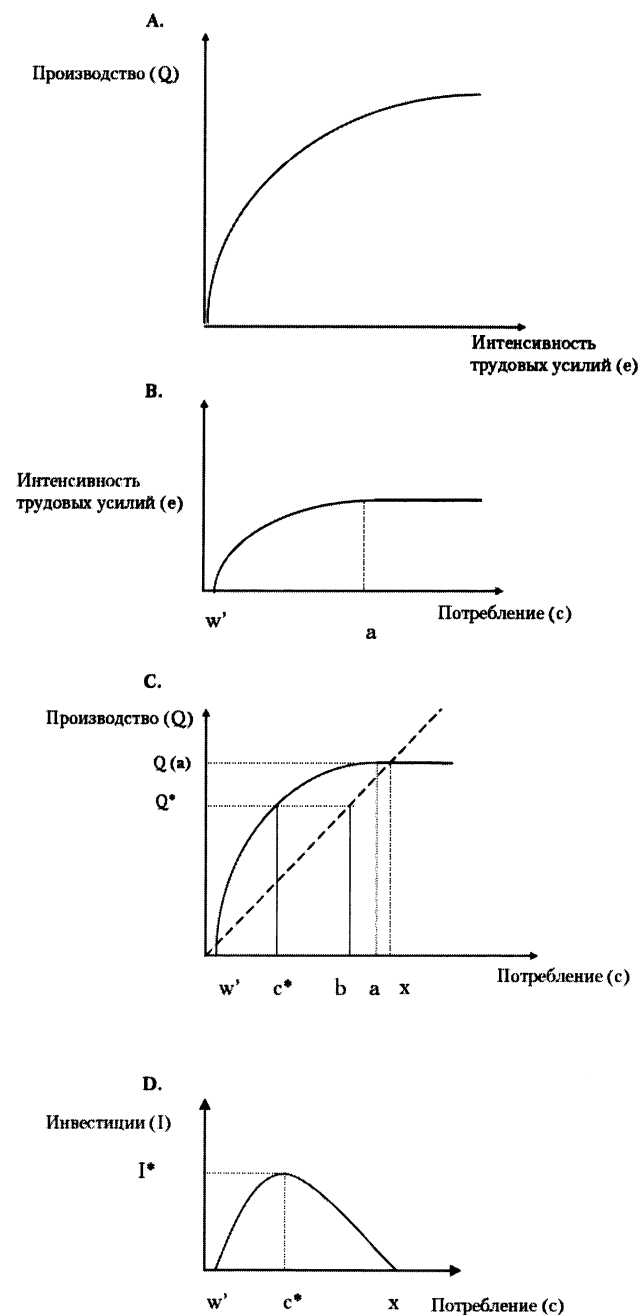 A.
Производство (Q)
Интенсивность
трудовых усилий (e)
B.
Интенсивность
трудовых усилий (e)
w' a
Потребление (c)
C.
Производство (Q)
Q (a)
Q*
w' c* b a x
Потребление (c)
D.
Инвестиции (I)
I*
w' c* x
Потребление (c)